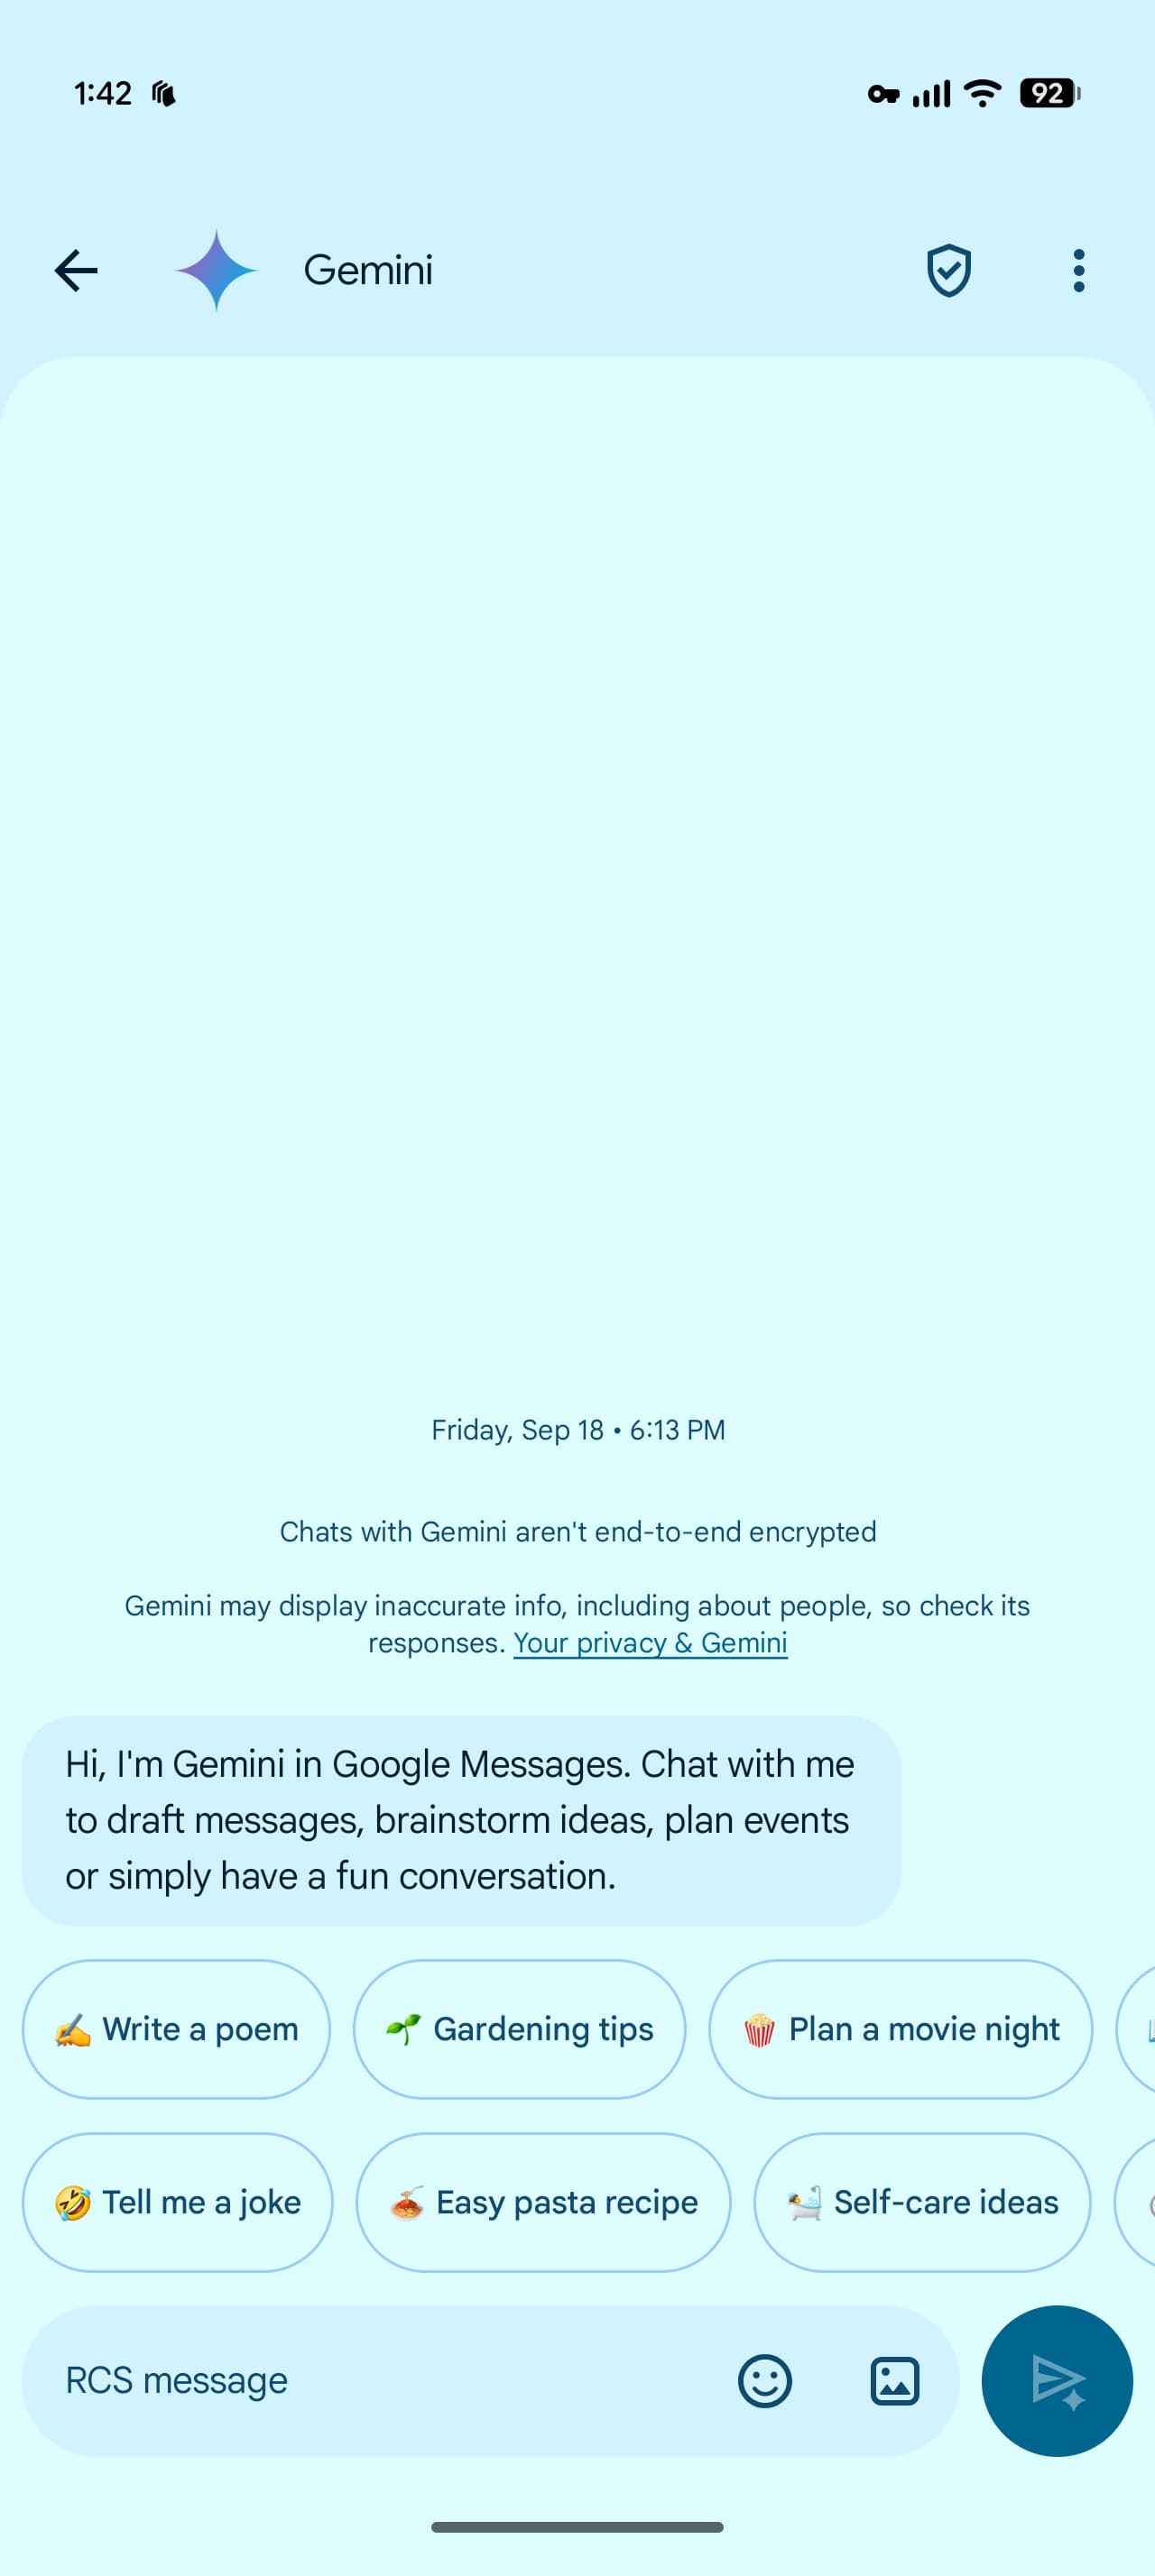 1:42
92
Gemini
Friday, Sep 18 • 6:13 PM
Chats with Gemini aren't end-to-end encrypted
Gemini may display inaccurate info, including about people, so check its
responses. Your privacy & Gemini
Hi, I'm Gemini in Google Messages. Chat with me
to draft messages, brainstorm ideas, plan events
or simply have a fun conversation.
✍️ Write a poem 🌱 Gardening tips 🍿 Plan a movie night
🤣 Tell me a joke 🍝 Easy pasta recipe 🛀 Self-care ideas
RCS message